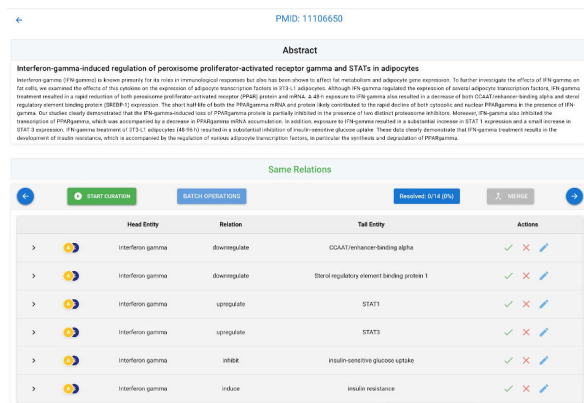 PMID: 11106650
Abstract
Interferon-gamma-induced regulation of peroxisome proliferator-activated receptor gamma and STATs in adipocytes
Interferon-gamma (IFN-gamma) is known primarily for its roles in immunological responses but also has been shown to affect fat metabolism and adipocyte gene expression. To further investigate the effects of IFN-gamma on
fat cells, we examined the effects of this cytokine on the expression of adipocyte transcription factors in 3T3-L1 adipocytes. Although IFN-gamma regulated the expression of several adipocyte transcription factors, IFN-gamma
treatment resulted in a rapid reduction of both peroxisome proliferator-activated receptor (PPAR) protein and mRNA. A 48-h exposure to IFN-gamma also resulted in a decrease of both CCAAT/enhancer-binding alpha and sterol
regulatory element binding protein (SREBP-1) expression. The short half-life of both the PPARgamma mRNA and protein likely contributed to the rapid decline of both cytosolic and nuclear PPARgamma in the presence of IFN-
gamma. Our studies clearly demonstrated that the IFN-gamma-induced loss of PPARgamma protein is partially inhibited in the presence of two distinct proteasome inhibitors. Moreover, IFN-gamma also inhibited the
transcription of PPARgamma, which was accompanied by a decrease in PPARgamma mRNA accumulation. In addition, exposure to IFN-gamma resulted in a substantial increase in STAT 1 expression and a small increase in
STAT 3 expression. IFN-gamma treatment of 3T3-L1 adipocytes (48-96 h) resulted in a substantial inhibition of insulin-sensitive glucose uptake. These data clearly demonstrate that IFN-gamma treatment results in the
development of insulin resistance, which is accompanied by the regulation of various adipocyte transcription factors, in particular the synthesis and degradation of PPARgamma.
Same Relations
START CURATION BATCH OPERATIONS Resolved: 0/14 (0%) MERGE
Head Entity Relation Tail Entity Actions
Interferon gamma downregulate CCAAT/enhancer-binding alpha
Interferon gamma downregulate Sterol regulatory element binding protein 1
Interferon gamma upregulate STAT1
Interferon gamma upregulate STAT3
Interferon gamma inhibit insulin-sensitive glucose uptake
Interferon gamma induce insulin resistance